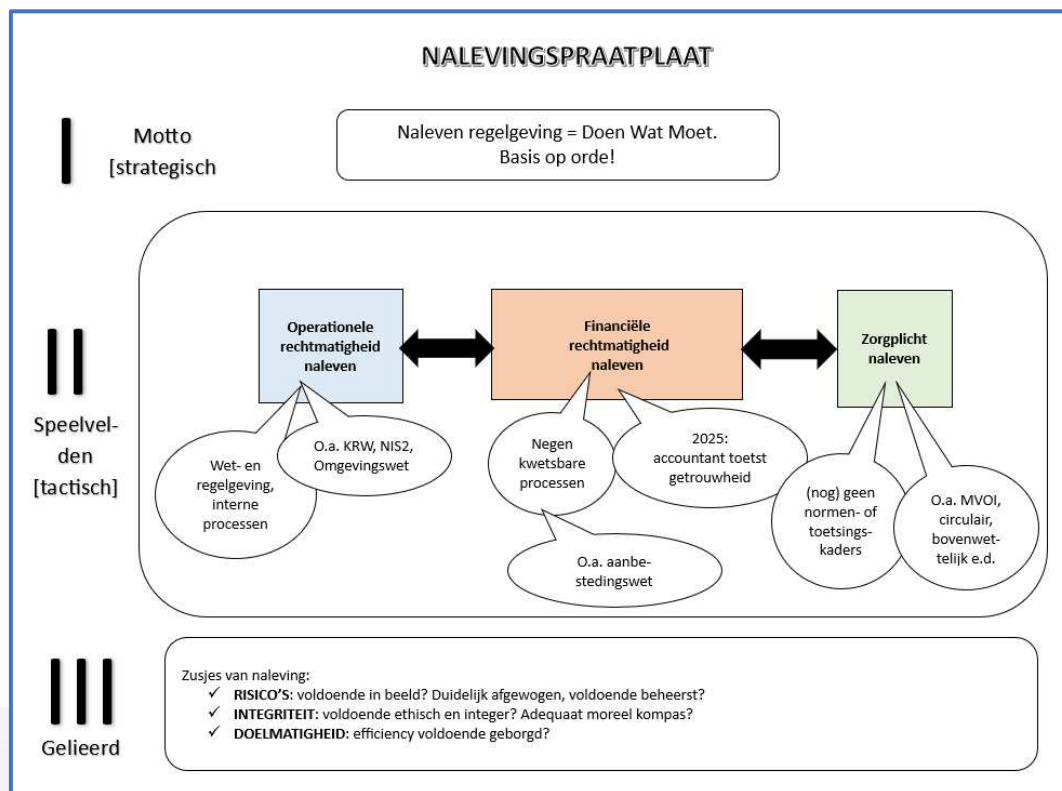 NALEVINGSPRAATPLAAT
I
Motto
[strategisch
Naleven regelgeving = Doen Wat Moet.
Basis op orde!
II
Speelvel-
den
[tactisch]
Operationele
rechtmatigheid
naleven
Financiële
rechtmatigheid
naleven
Zorgplicht
naleven
Wet- en
regelgeving,
interne
processen
O.a. KRW, NIS2,
Omgevingswet
Negen
kwetsbare
processen
2025:
accountant toetst
getrouwheid
O.a. aanbe-
stedingswet
(nog) geen
normen- of
toetsings-
kaders
O.a. MVOI,
circulair,
bovenwet-
telijk e.d.
III
Gelieerd
Zusjes van naleving:
✓ RISICO’S: voldoende in beeld? Duidelijk afgewogen, voldoende beheerst?
✓ INTEGRITEIT: voldoende ethisch en integer? Adequaat moreel kompas?
✓ DOELMATIGHEID: efficiency voldoende geborgd?